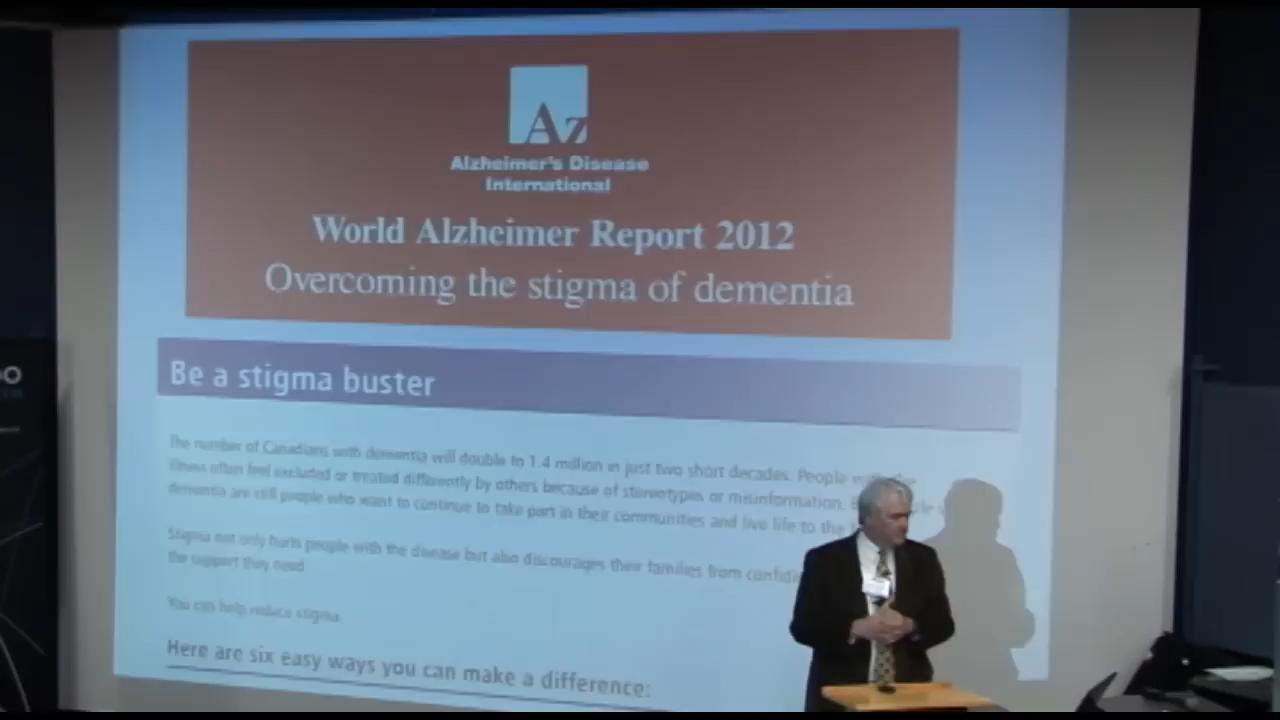 Az
Alzheimer's Disease
International
World Alzheimer Report 2012
Overcoming the stigma of dementia
Be a stigma buster
The number of Canadians with dementia will double to 1.4 million in just two short decades. People
illness often feel excluded or treated differently by others because of stereotypes or misinformation.
dementia are still people who want to continue to take part in their communities and live life to the
Stigma not only hurts people with the disease but also discourages their families from
the support they need
You can help reduce stigma.
Here are six easy ways you can make a difference: